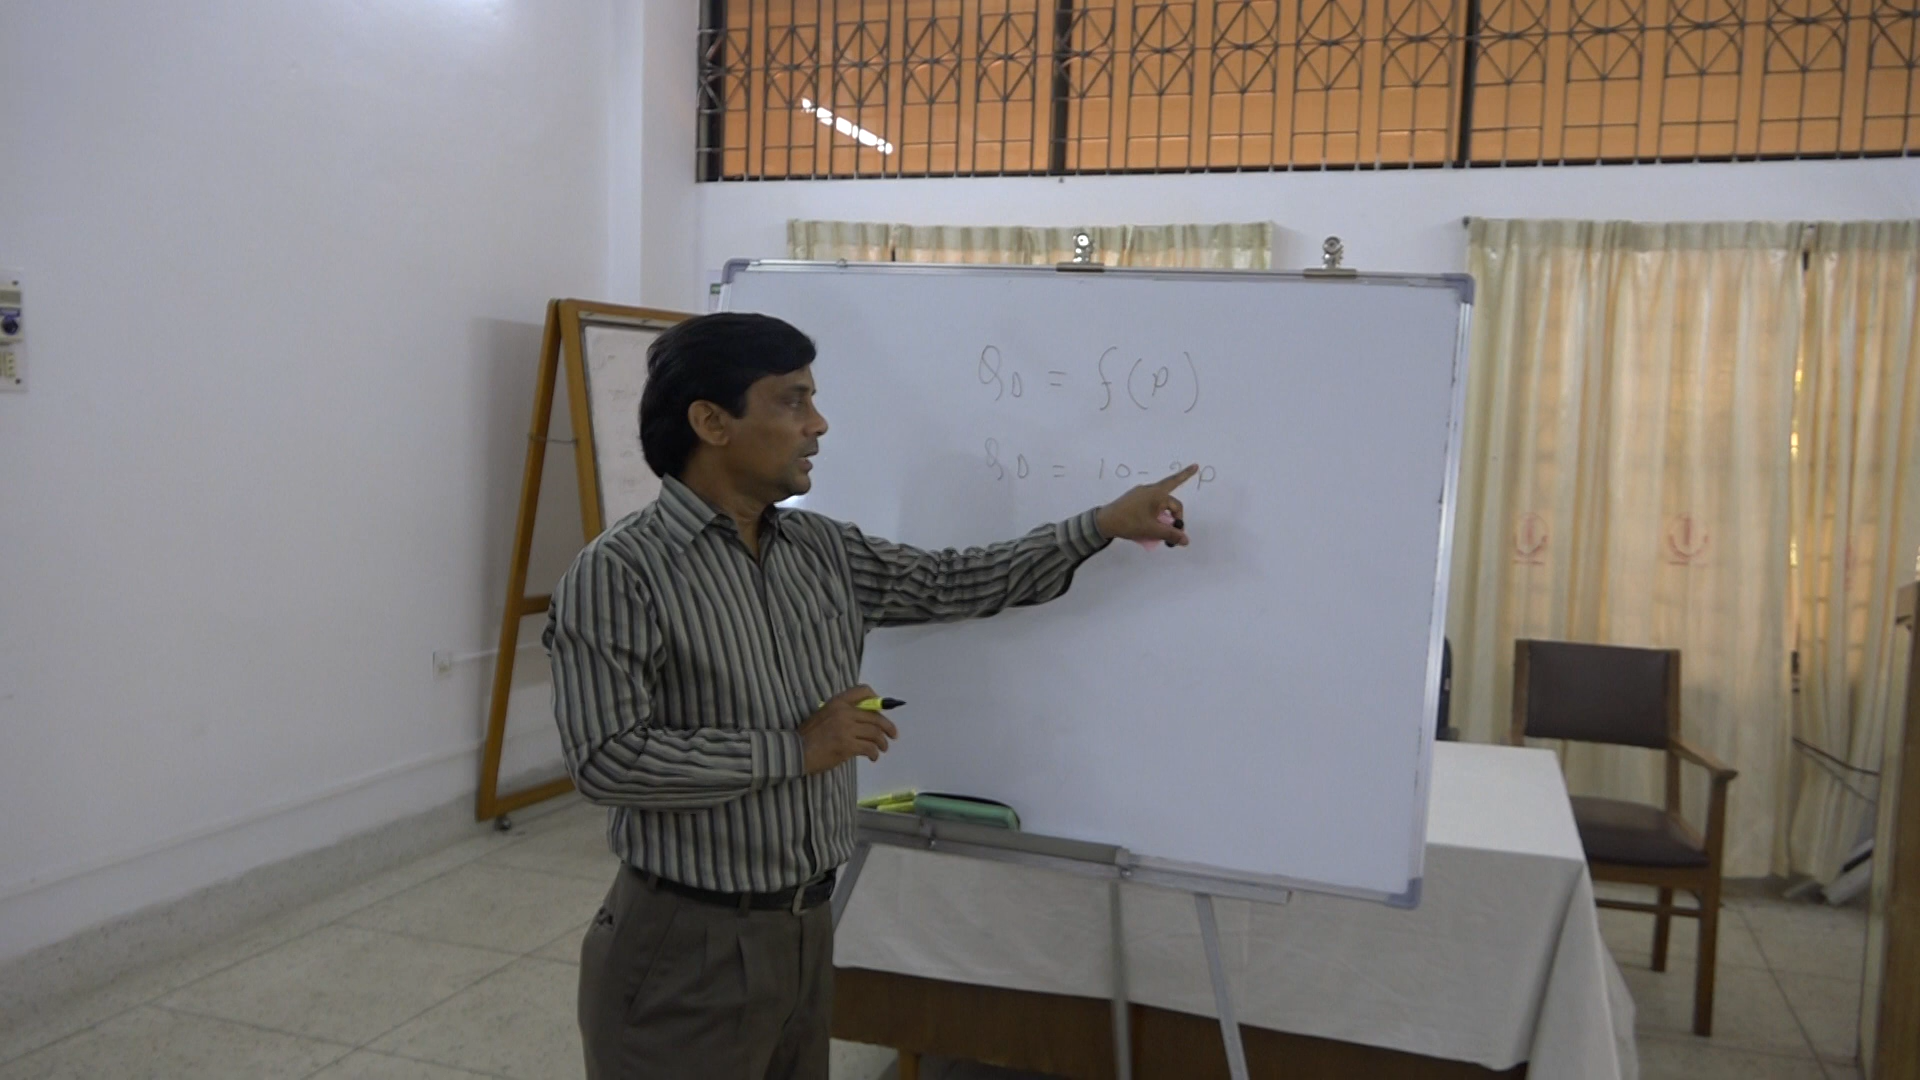 QD = f(P)
QD = 10- P